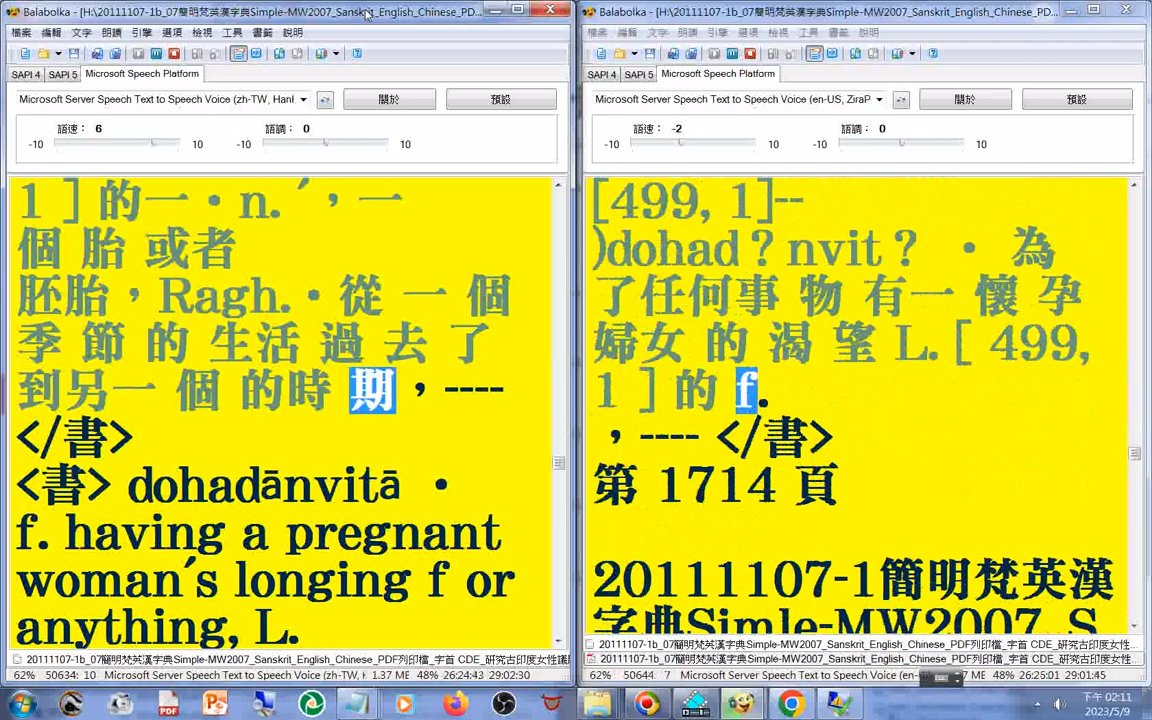 Balabolka - [H:\20111107-1b_07簡明梵英漢字典Simple-MW2007_Sanskrit_English_Chinese_PD...
檔案 編輯 文字 朗讀 引擎 選項 檢視 工具 書籤 說明
SAPI 4 SAPI 5 Microsoft Speech Platform
Microsoft Server Speech Text to Speech Voice (zh-TW, Hanl
關於 預設
語速： 6 語調： 0
-10 10 -10 10
1 ] 的一・n.ˊ，一
個 胎 或者
胚胎，Ragh.・從 一 個
季 節 的 生活 過 去 了
到另一 個 的時 期，----
</書>
<書> dohadānvitā ・
f. having a pregnant
womanˊs longing f or
anything, L.
20111107-1b_07簡明梵英漢字典Simple-MW2007_Sanskrit_English_Chinese_PDF列印檔_字首 CDE_研究古印度女性議
62% 50634: 10 Microsoft Server Speech Text to Speech Voice (zh-TW, H 1.37 MB 48% 26:24:43 29:02:30
Balabolka - [H:\20111107-1b_07簡明梵英漢字典Simple-MW2007_Sanskrit_English_Chinese_PD...
檔案 編輯 文字 朗讀 引擎 選項 檢視 工具 書籤 說明
SAPI 4 SAPI 5 Microsoft Speech Platform
Microsoft Server Speech Text to Speech Voice (en-US, ZiraP
關於 預設
語速： -2 語調： 0
-10 10 -10 10
[499, 1]--
)dohad？nvit？ ・ 為
了任何事 物 有一 懷 孕
婦女 的 渴 望 L. [ 499,
1 ] 的 f.
，---- </書>
第 1714 頁
20111107-1簡明梵英漢
字典Simle-MW2007_S
20111107-1b_07簡明梵英漢字典Simple-MW2007_Sanskrit_English_Chinese_PDF列印檔_字首 CDE_研究古印度女性...
20111107-1b_07簡明梵英漢字典Simple-MW2007_Sanskrit_English_Chinese_PDF列印檔_字首 CDE_研究古印度女性...
62% 50634: 7 Microsoft Server Speech Text to Speech Voice (en-U 48% 26:25:01 29:01:45
PDF
下午 02:11
2023/5/9